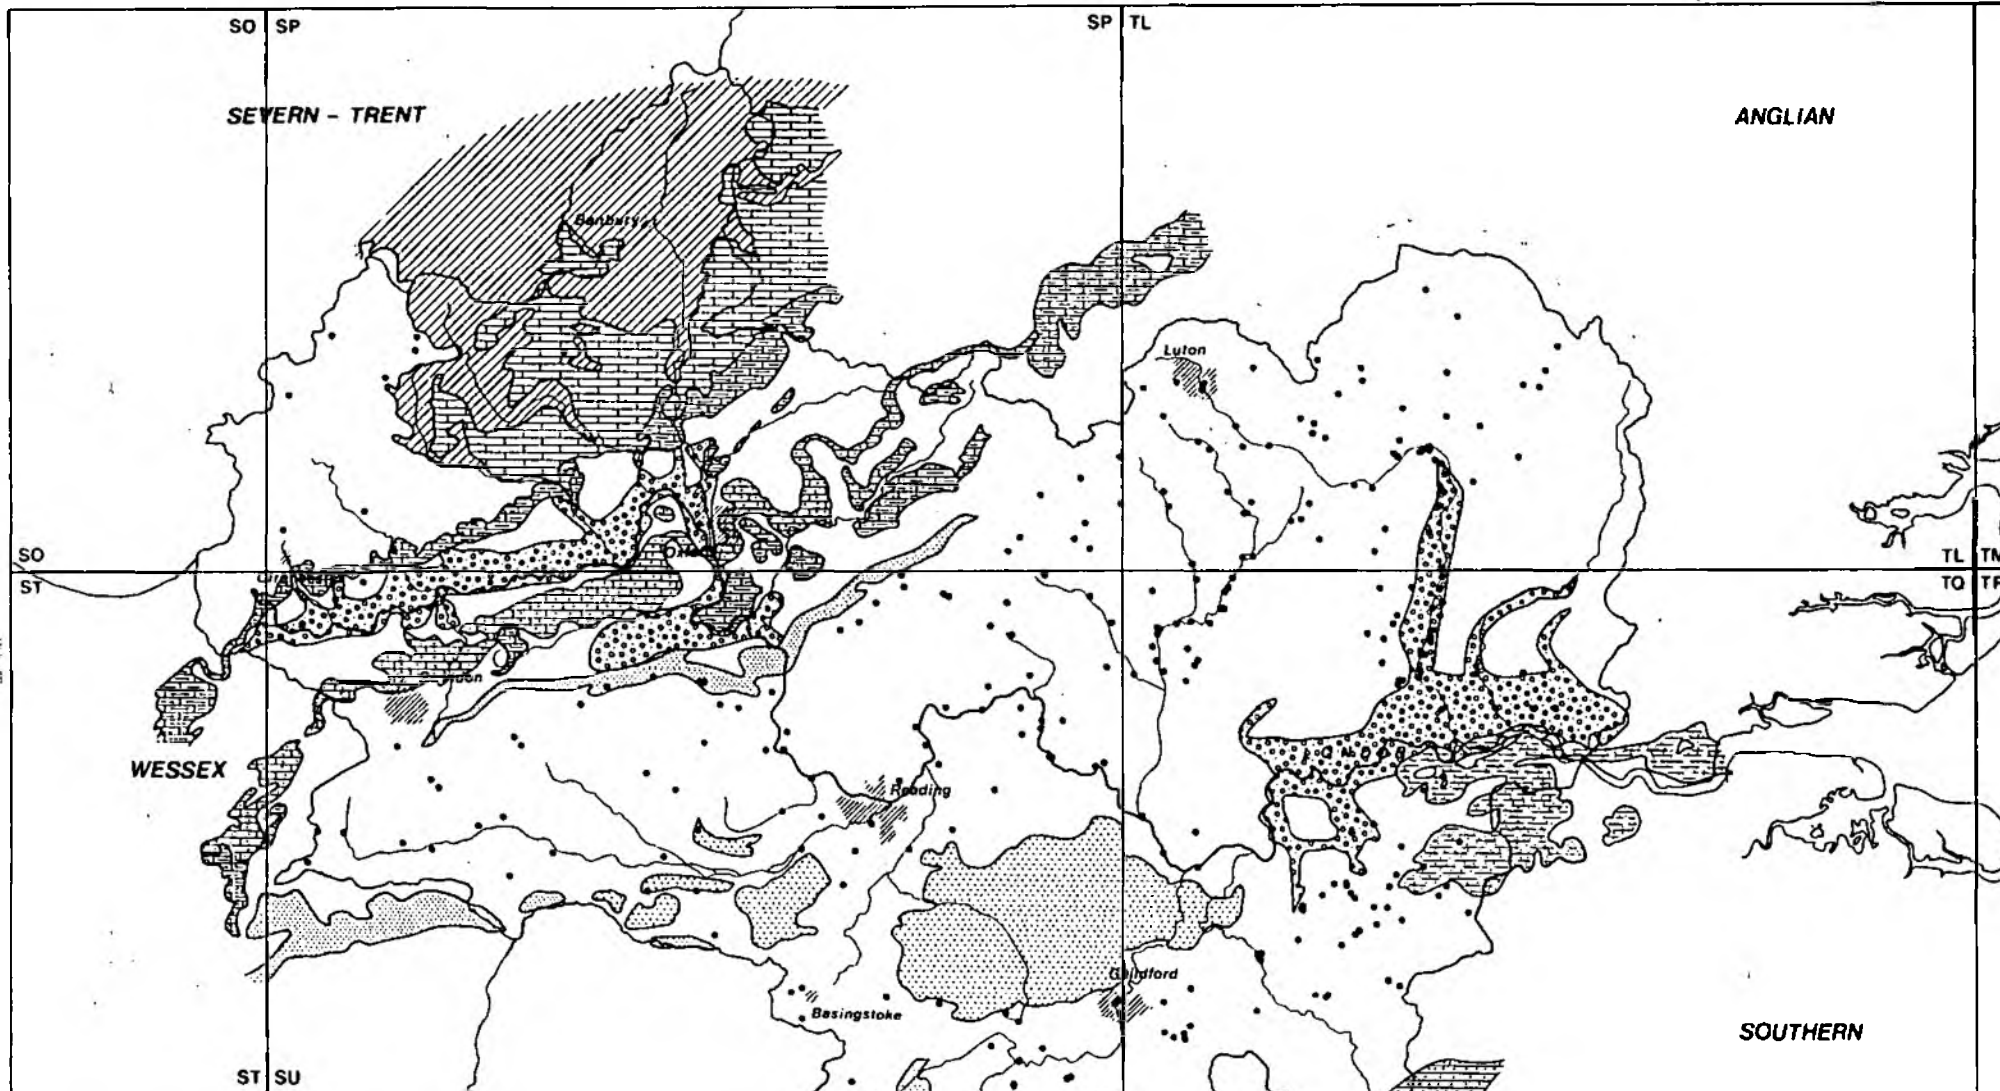 SO SP
SP TL
SEVERN - TRENT
ANGLIAN
Banbury
Luton
SO
TL TM
ST
TQ
WESSEX
Reading
Guildford
Basingstoke
SOUTHERN
ST SU